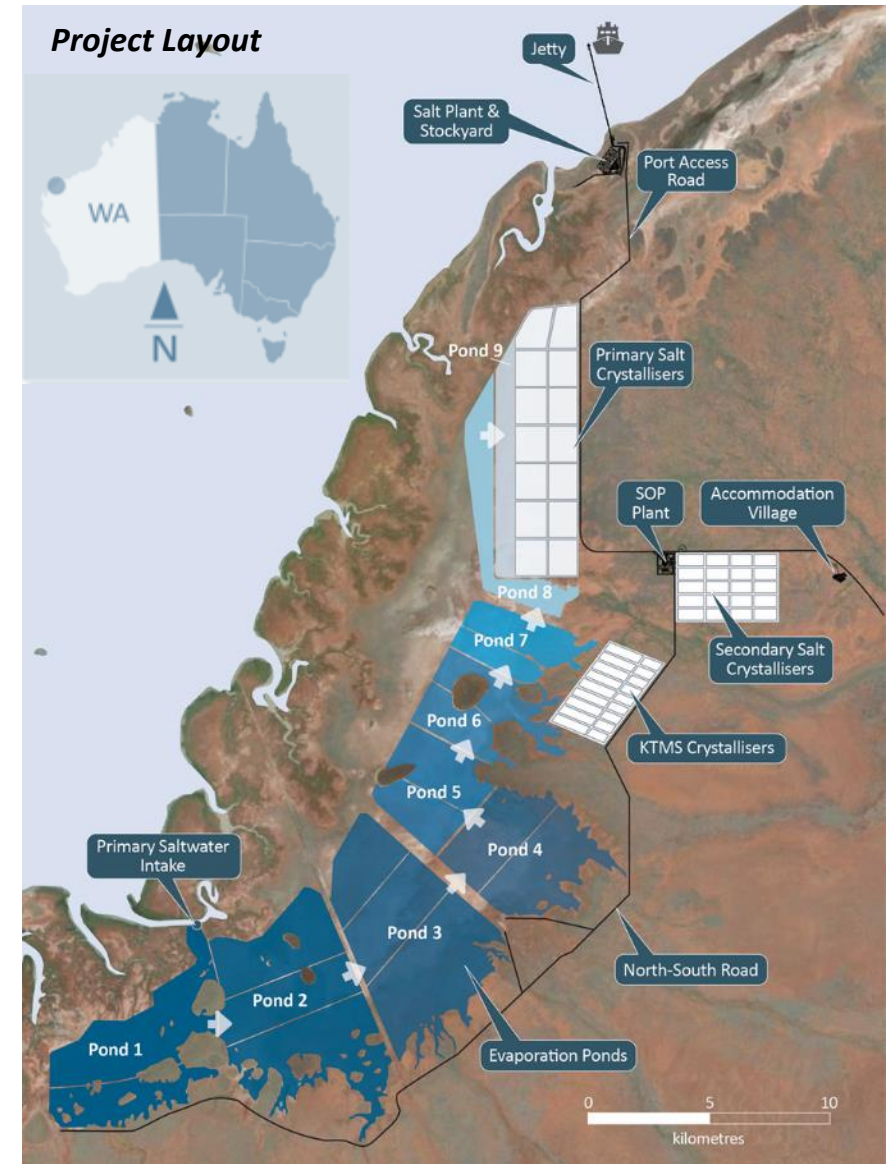 Project Layout
WA
N
Jetty
Salt Plant &
Stockyard
Port Access
Road
Pond 9
Primary Salt
Crystallisers
SOP
Plant
Accommodation
Village
Pond 8
Pond 7
Secondary Salt
Crystallisers
Pond 6
KTMS Crystallisers
Pond 5
Primary Saltwater
Intake
Pond 4
Pond 3
North-South Road
Pond 2
Pond 1
Evaporation Ponds
0 5 10
kilometres